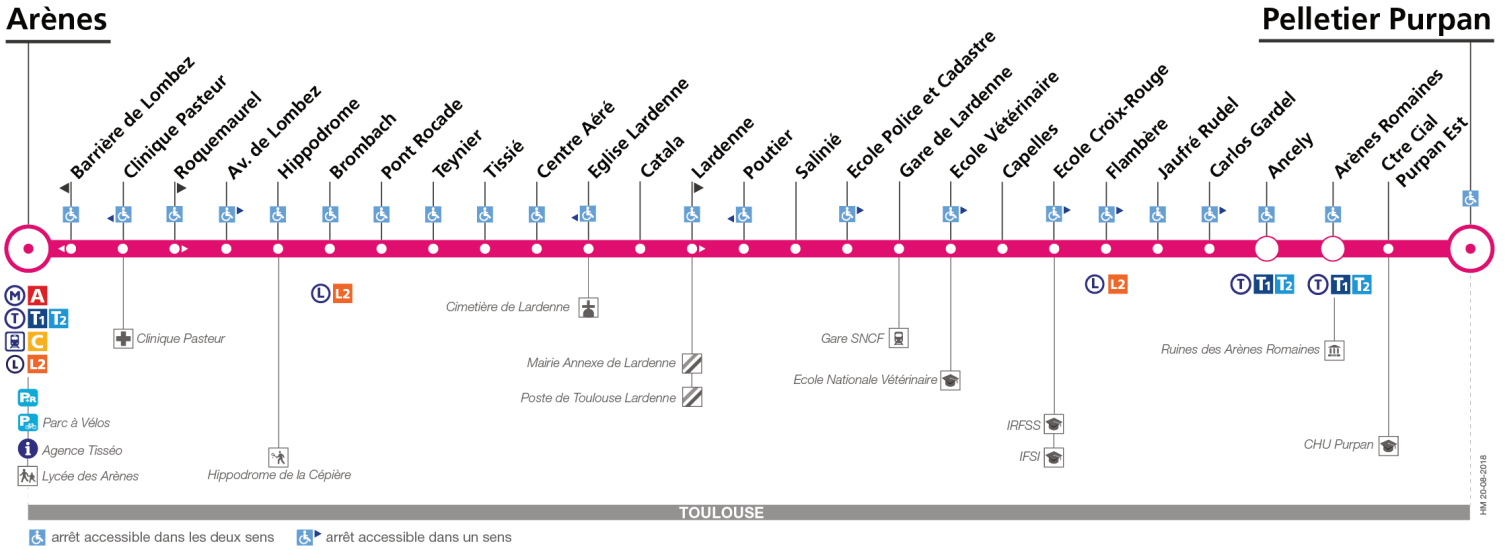 Arènes
Pelletier Purpan
Barrière de Lombez
Clinique Pasteur
Roquemaurel
Av. de Lombez
Hippodrome
Brombach
Pont Rocade
Teynier
Tissié
Centre Aéré
Eglise Lardenne
Catala
Lardenne
Poutier
Salinié
Ecole Police et Cadastre
Gare de Lardenne
Ecole Vétérinaire
Capelles
Ecole Croix-Rouge
Flambère
Jaufré Rudel
Carlos Gardel
Ancely
Arènes Romaines
Ctre Cial
Purpan Est
M A
T T1 T2
C
L L2
P+R
P Parc à Vélos
i Agence Tisséo
Lycée des Arènes
Clinique Pasteur
Hippodrome de la Cépière
L L2
Cimetière de Lardenne
Mairie Annexe de Lardenne
Poste de Toulouse Lardenne
Gare SNCF
Ecole Nationale Vétérinaire
IRFSS
IFSI
L L2
T T1 T2
T T1 T2
Ruines des Arènes Romaines
CHU Purpan
HM 20-08-2018
TOULOUSE
arrêt accessible dans les deux sens
arrêt accessible dans un sens